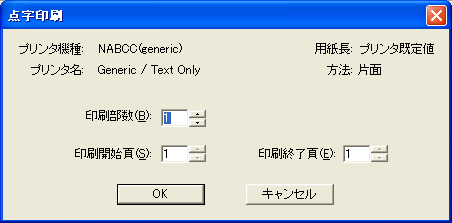 点字印刷
プリンタ機種: NABCC(generic) 用紙長: プリンタ既定値
プリンタ名: Generic / Text Only 方法: 片面
印刷部数(B): 1
印刷開始頁(S): 1 印刷終了頁(E): 1
OK キャンセル